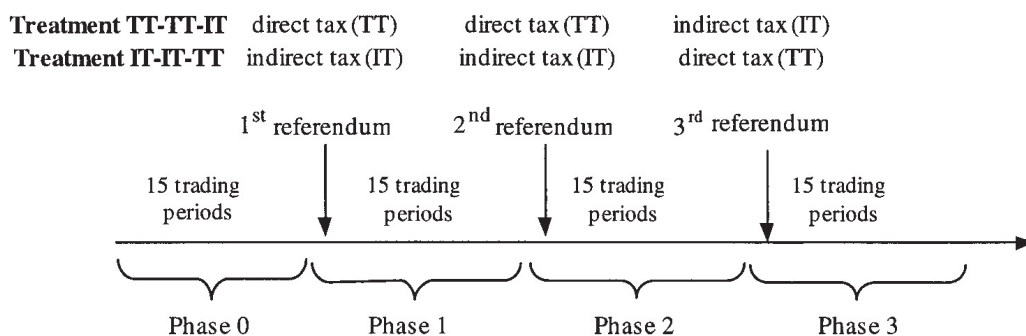 Treatment TT-TT-IT direct tax (TT) direct tax (TT) indirect tax (IT)
Treatment IT-IT-TT indirect tax (IT) indirect tax (IT) direct tax (TT)
1st referendum 2nd referendum 3rd referendum
15 trading 15 trading 15 trading 15 trading
periods periods periods periods
Phase 0 Phase 1 Phase 2 Phase 3